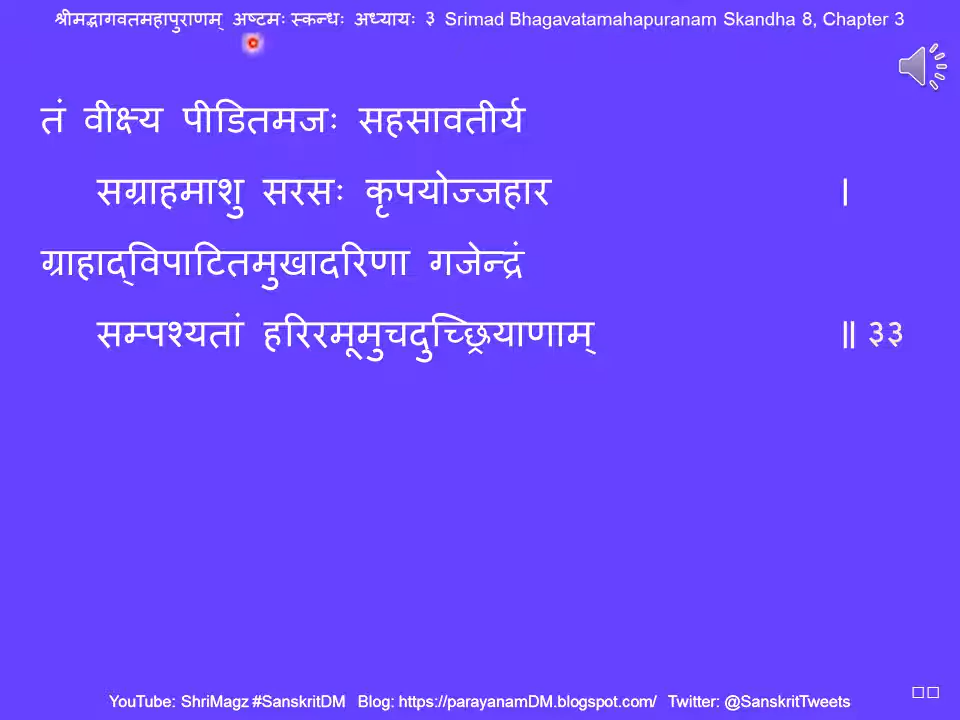 श्रीमद्भागवतमहापुराणम् अष्टमः स्कन्धः अध्यायः ३ Srimad Bhagavatamahapuranam Skandha 8, Chapter 3
तं वीक्ष्य पीडितमजः सहसावतीर्य
सग्राहमाशु सरसः कृपयोज्जहार |
ग्राहाद्विपाटितमुखादरिणा गजेन्द्रं
सम्पश्यतां हरिरमूमुचदुच्छ्रियाणाम् || ३३
YouTube: ShriMagz #SanskritDM Blog: https://parayanamDM.blogspot.com/ Twitter: @SanskritTweets